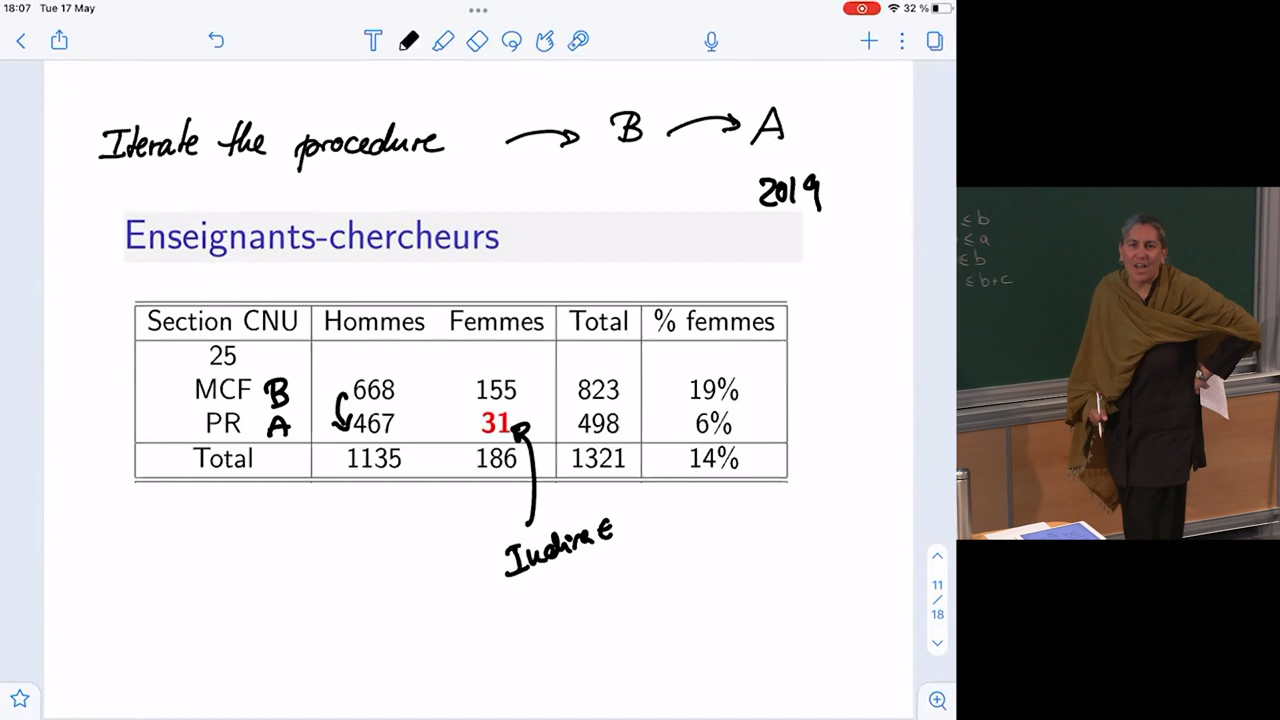 18:07 Tue 17 May
32 %
Iterate the procedure → B → A
2019
Enseignants-chercheurs
Section CNU Hommes Femmes Total % femmes
25
MCF B 668 155 823 19%
PR A 467 31 498 6%
Total 1135 186 1321 14%
Indira ∈
11
/
18
≤ b
≤ a
∈ b
≤ b+c